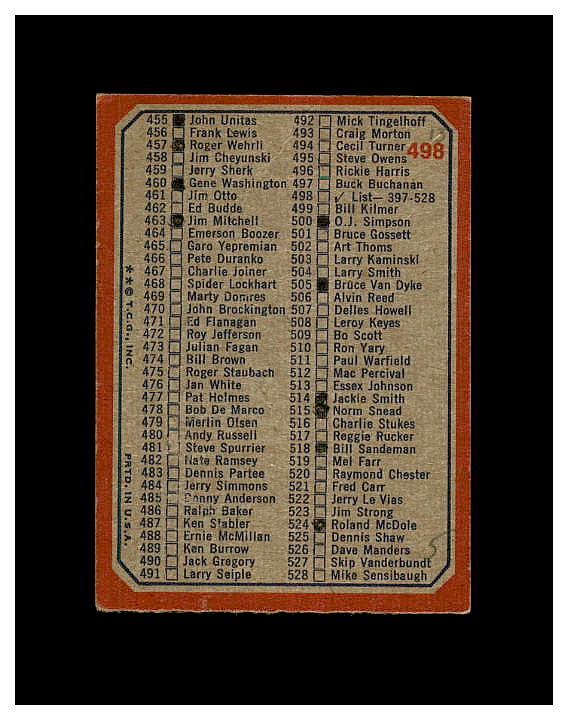 455 John Unitas
456 Frank Lewis
457 Roger Wehrli
458 Jim Cheyunski
459 Jerry Sherk
460 Gene Washington
461 Jim Otto
462 Ed Budde
463 Jim Mitchell
464 Emerson Boozer
465 Garo Yepremian
466 Pete Duranko
467 Charlie Joiner
468 Spider Lockhart
469 Marty Domres
470 John Brockington
471 Ed Flanagan
472 Roy Jefferson
473 Julian Fagan
474 Bill Brown
475 Roger Staubach
476 Jan White
477 Pat Holmes
478 Bob De Marco
479 Merlin Olsen
480 Andy Russell
481 Steve Spurrier
482 Nate Ramsey
483 Dennis Partee
484 Jerry Simmons
485 Donny Anderson
486 Ralph Baker
487 Ken Stabler
488 Ernie McMillan
489 Ken Burrow
490 Jack Gregory
491 Larry Seiple
492 Mick Tingelhoff
493 Craig Morton
494 Cecil Turner
495 Steve Owens
496 Rickie Harris
497 Buck Buchanan
498 ✓ List—397-528
499 Bill Kilmer
500 O.J. Simpson
501 Bruce Gossett
502 Art Thoms
503 Larry Kaminski
504 Larry Smith
505 Bruce Van Dyke
506 Alvin Reed
507 Delles Howell
508 Leroy Keyes
509 Bo Scott
510 Ron Yary
511 Paul Warfield
512 Mac Percival
513 Essex Johnson
514 Jackie Smith
515 Norm Snead
516 Charlie Stukes
517 Reggie Rucker
518 Bill Sandeman
519 Mel Farr
520 Raymond Chester
521 Fred Carr
522 Jerry Le Vias
523 Jim Strong
524 Roland McDole
525 Dennis Shaw
526 Dave Manders
527 Skip Vanderbundt
528 Mike Sensibaugh
498
**© T.C.G., INC.
PRTD. IN U.S.A.
5